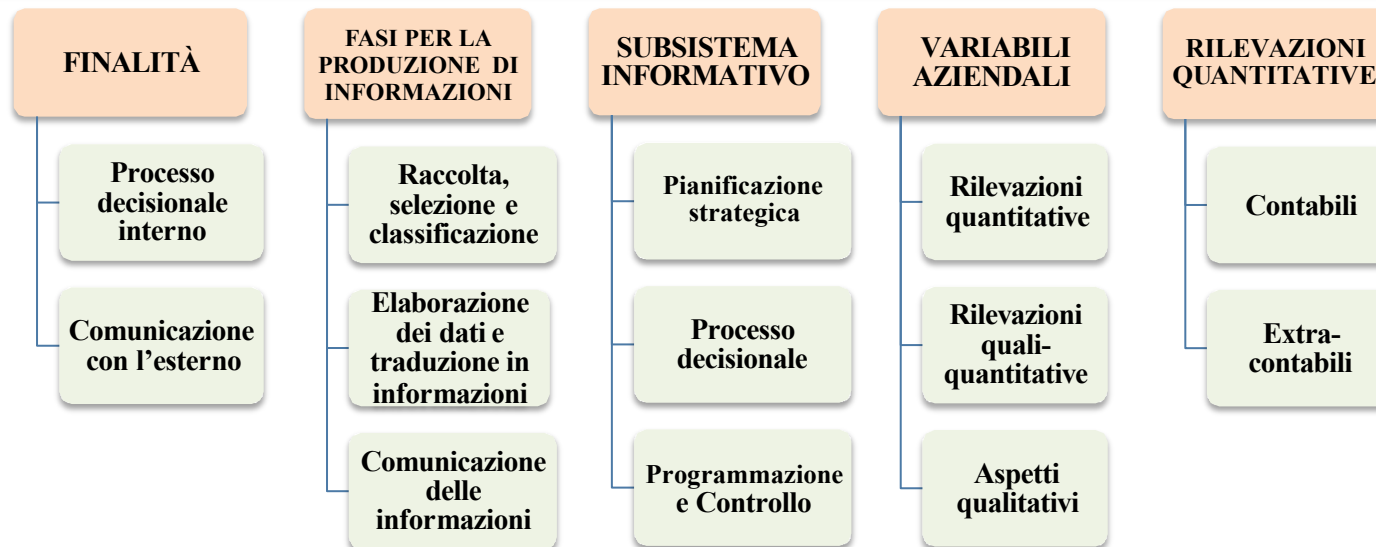 FINALITÀ
Processo
decisionale
interno
Comunicazione
con l’esterno
FASI PER LA
PRODUZIONE DI
INFORMAZIONI
Raccolta,
selezione e
classificazione
Elaborazione
dei dati e
traduzione in
informazioni
Comunicazione
delle
informazioni
SUBSISTEMA
INFORMATIVO
Pianificazione
strategica
Processo
decisionale
Programmazione
e Controllo
VARIABILI
AZIENDALI
Rilevazioni
quantitative
Rilevazioni
quali-
quantitative
Aspetti
qualitativi
RILEVAZIONI
QUANTITATIVE
Contabili
Extra-
contabili